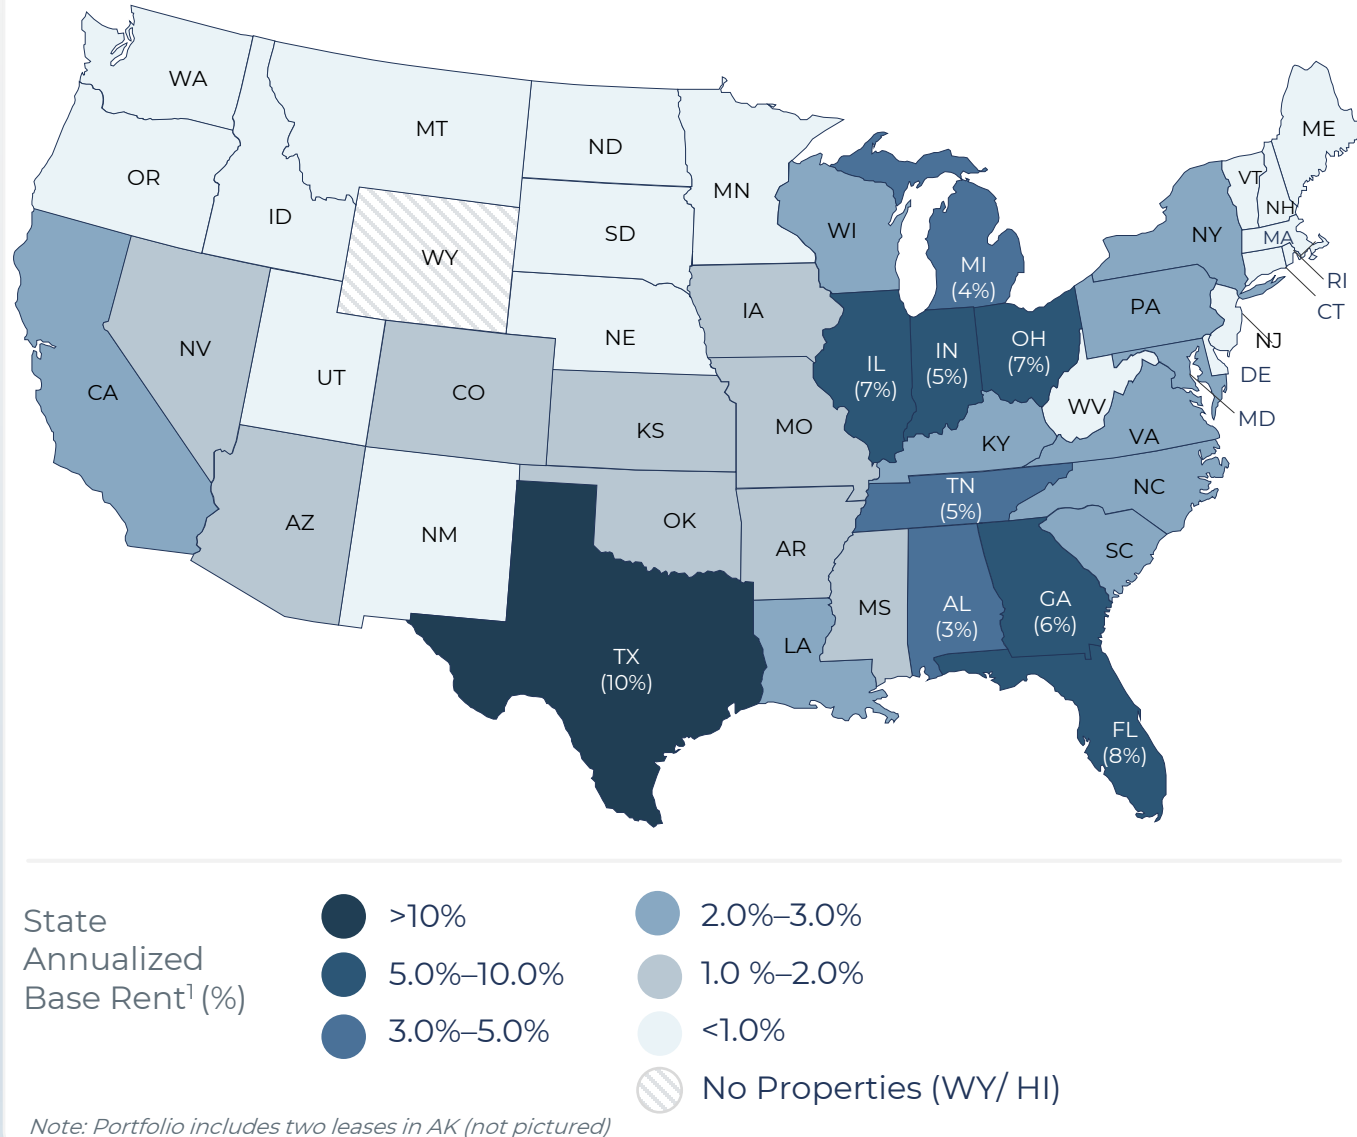 WA
MT
ND
MN
ME
OR
ID
SD
WI
VT
NH
NY
MA
WY
MI
(4%)
RI
CT
IA
PA
NE
NV
UT
CO
IL
(7%)
IN
(5%)
OH
(7%)
NJ
DE
MD
CA
KS
MO
KY
WV
VA
AZ
NM
OK
AR
TN
(5%)
NC
SC
MS
AL
(3%)
GA
(6%)
LA
TX
(10%)
FL
(8%)
State
Annualized
Base Rent¹ (%)
>10%
5.0%–10.0%
3.0%–5.0%
2.0%–3.0%
1.0 %–2.0%
<1.0%
No Properties (WY/ HI)
Note: Portfolio includes two leases in AK (not pictured)